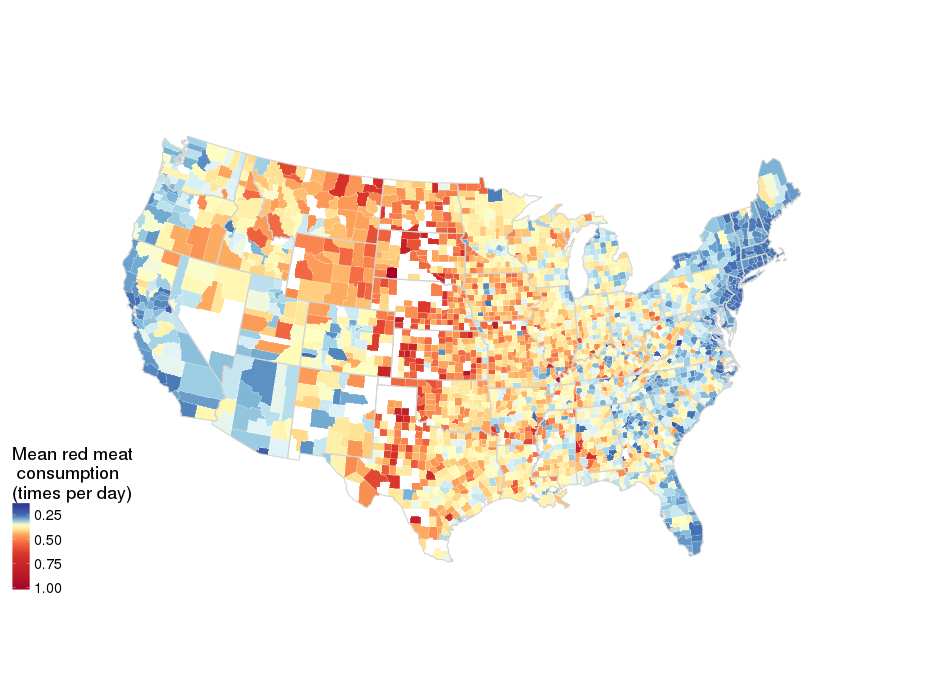 Mean red meat
consumption
(times per day)
0.25
0.50
0.75
1.00